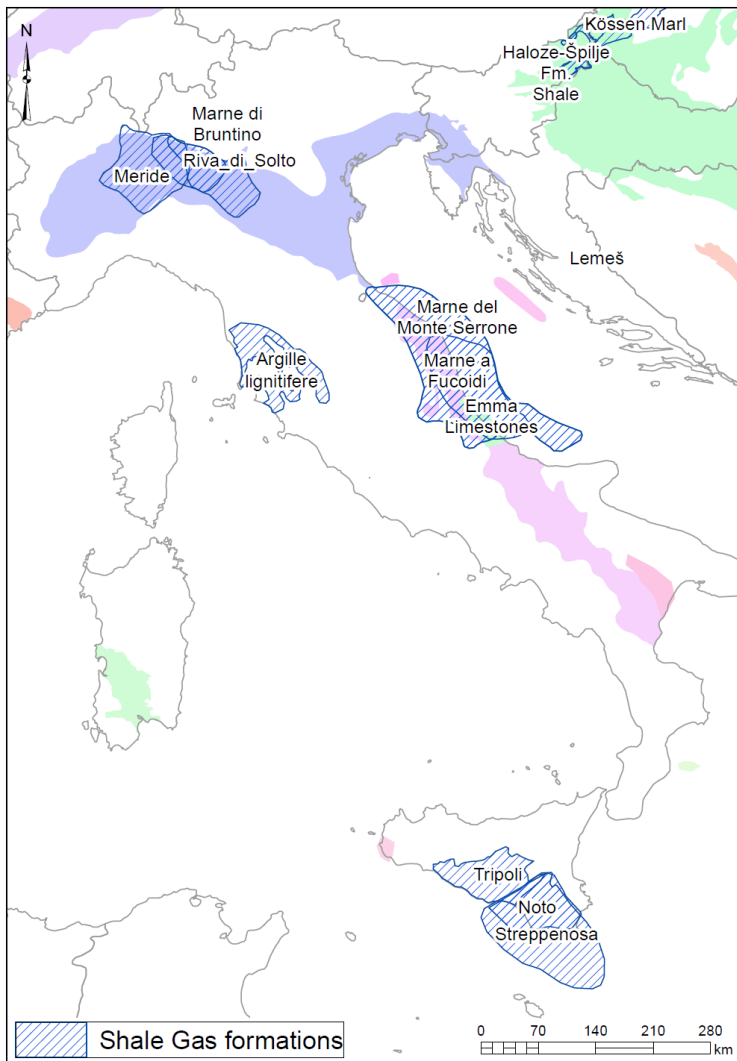 N
Kössen Marl
Haloze-Špilje
Fm.
Shale
Marne di
Bruntino
Riva_di_Solto
Meride
Lemeš
Marne del
Monte Serrone
Argille
lignitifere
Marne a
Fucoidi
Emma
Limestones
Tripoli
Noto
Streppenosa
Shale Gas formations
0 70 140 210 280
km